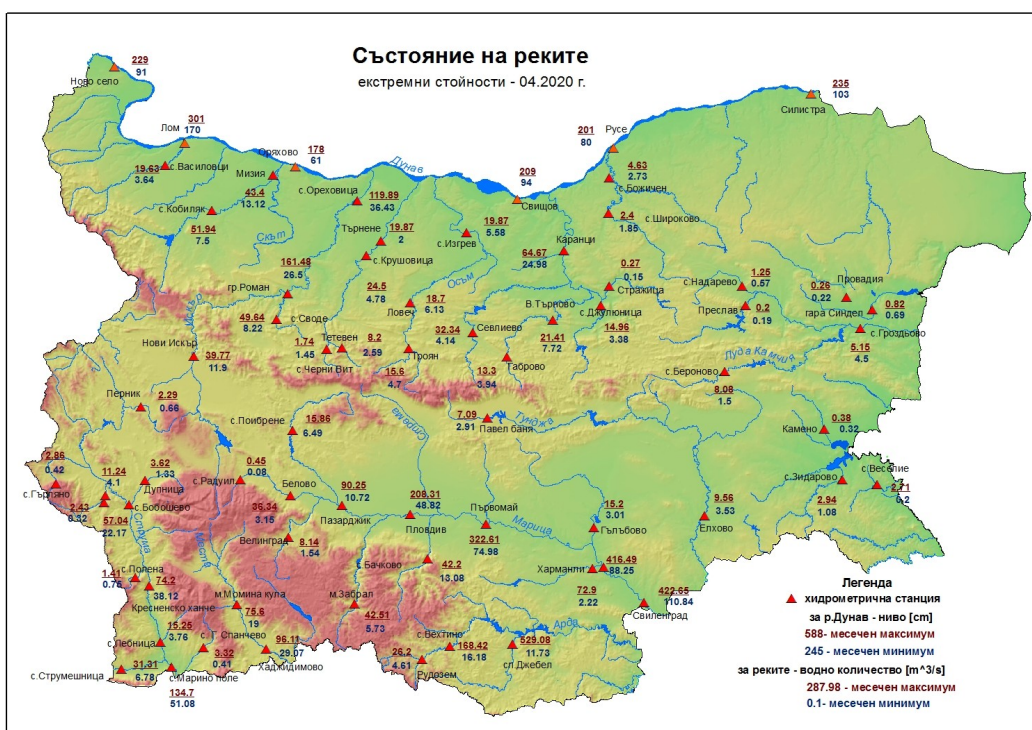 Състояние на реките
екстремни стойности - 04.2020 г.
229
91
Ново село
235
103
Силистра
301
170
Лом
201
80
Русе
178
61
Оряхово
Дунав
209
94
Свищов
19.63
3.64
с.Василовци
Мизия
43.4
13.12
с.Ореховица
119.89
36.43
4.63
2.73
с.Божичен
с.Кобиляк
51.94
7.5
Скът
Търнене
19.87
2
19.87
5.58
с.Изгрев
2.4
1.85
с.Широково
Каранци
64.67
24.98
с.Крушовица
161.48
26.5
гр.Роман
24.5
4.78
Осъм
0.27
0.15
Стражица
с.Надарево
1.25
0.57
Провадия
0.26
0.22
Искър
49.64
8.22
с.Своде
Ловеч
18.7
6.13
В.Търново
с.Джулюница
Преслав
0.2
0.19
гара Синдел
0.82
0.69
с.Гроздьово
Нови Искър
39.77
11.9
1.74
1.45
Тетевен
с.Черни Вит
8.2
2.59
32.34
4.14
Севлиево
21.41
7.72
14.96
3.38
5.15
4.5
Троян
15.6
4.7
13.3
3.94
Габрово
Луда Камчия
с.Бероново
8.08
1.5
Перник
2.29
0.66
с.Поибрене
15.86
6.49
7.09
2.91
Павел баня
Тунджа
Камено
0.38
0.32
2.86
0.42
с.Гърляно
11.24
4.1
3.62
1.33
Дупница
с.Радуил
0.45
0.08
Белово
90.25
10.72
Пазарджик
208.31
48.82
Пловдив
Първомай
322.61
74.98
Марица
15.2
3.01
Гълъбово
9.56
3.53
Елхово
с.Зидарово
2.94
1.08
с.Веселие
2.71
0.2
2.43
0.32
с.Бобошево
57.04
22.17
Струма
Места
36.34
3.15
Велинград
8.14
1.54
с.Бачково
42.2
13.08
Харманли
416.49
88.25
72.9
2.22
422.65
110.84
Свиленград
с.Полена
1.41
0.75
74.2
38.12
Кресненско ханче
м.Момина кула
75.6
19
м.Забрал
42.51
5.73
с.Лебница
15.25
3.76
с. Г. Спанчево
3.32
0.41
96.11
29.07
Хаджидимово
с.Струмешница
31.31
6.78
с.Марино поле
134.7
51.08
26.2
4.61
Рудозем
с.Вехтино
168.42
16.18
Арда
529.08
11.73
сп.Джебел
Легенда
хидрометрична станция
за р.Дунав - ниво [cm]
588- месечен максимум
245 - месечен минимум
за реките - водно количество [m^3/s]
287.98 - месечен максимум
0.1- месечен минимум